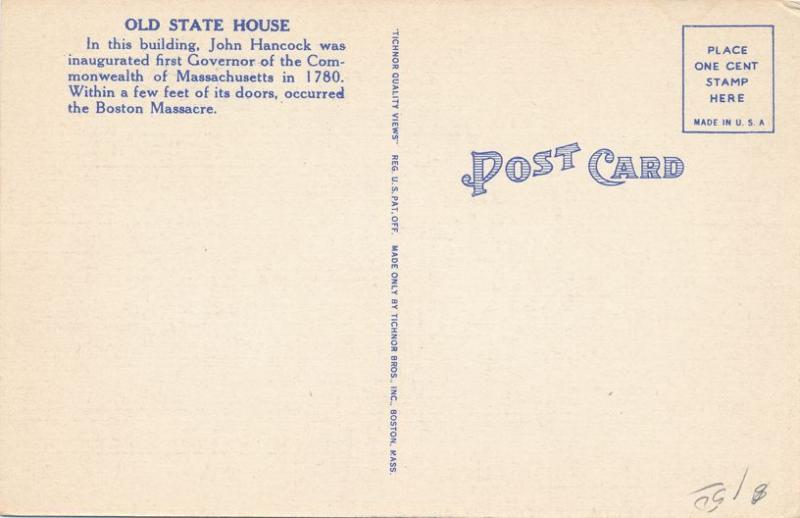 OLD STATE HOUSE
In this building, John Hancock was
inaugurated first Governor of the Com-
monwealth of Massachusetts in 1780.
Within a few feet of its doors, occurred
the Boston Massacre.
"TICHNOR QUALITY VIEWS" REG. U.S. PAT. OFF. MADE ONLY BY TICHNOR BROS., INC., BOSTON, MASS.
PLACE
ONE CENT
STAMP
HERE
MADE IN U. S. A
POST CARD